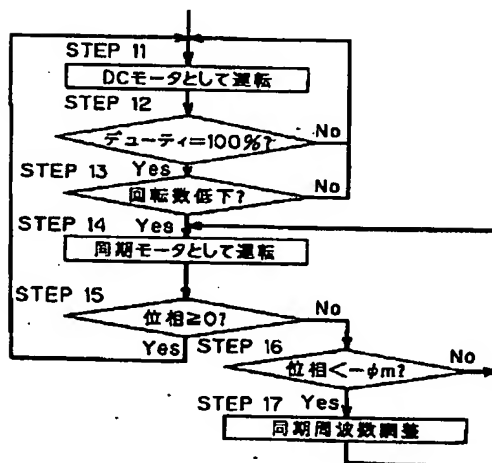 STEP 11
DCモータとして運転
STEP 12
デューティ=100%?
No
STEP 13
Yes
回転数低下?
No
STEP 14
Yes
同期モータとして運転
STEP 15
位相≧0?
No
Yes
STEP 16
位相<-φm?
No
STEP 17
Yes
同期周波数調整